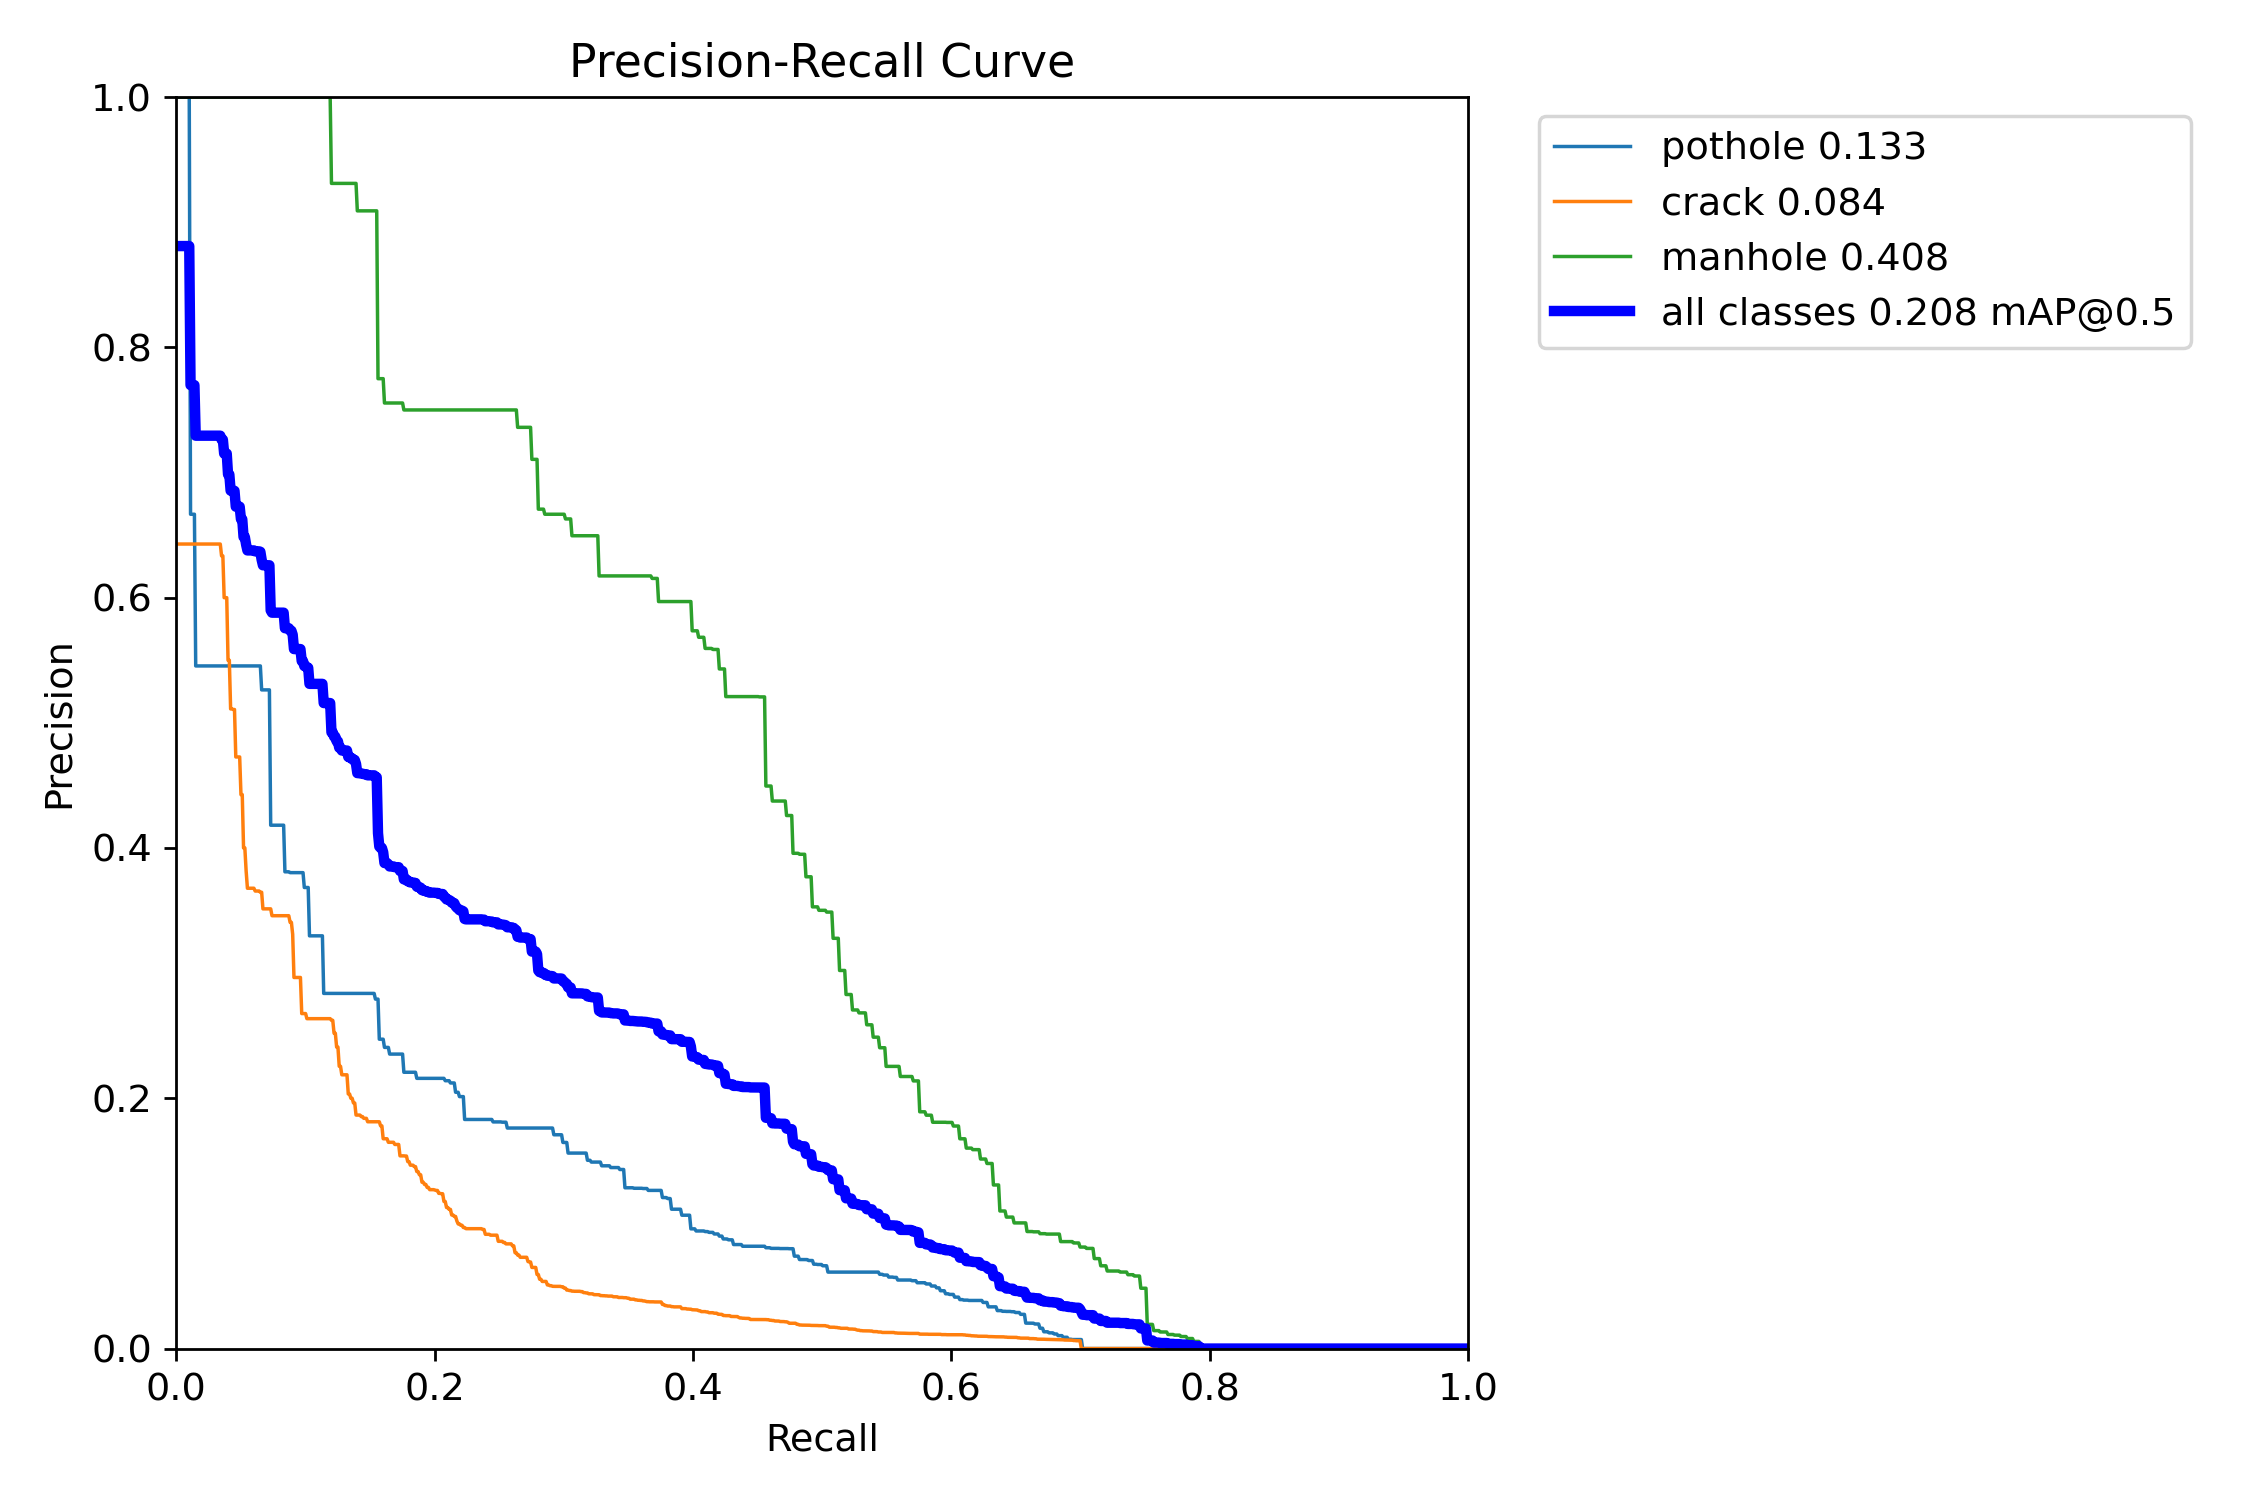 Precision-Recall Curve
1.0
0.8
0.6
0.4
0.2
0.0
Precision
0.0 0.2 0.4 0.6 0.8 1.0
Recall
pothole 0.133
crack 0.084
manhole 0.408
all classes 0.208 mAP@0.5